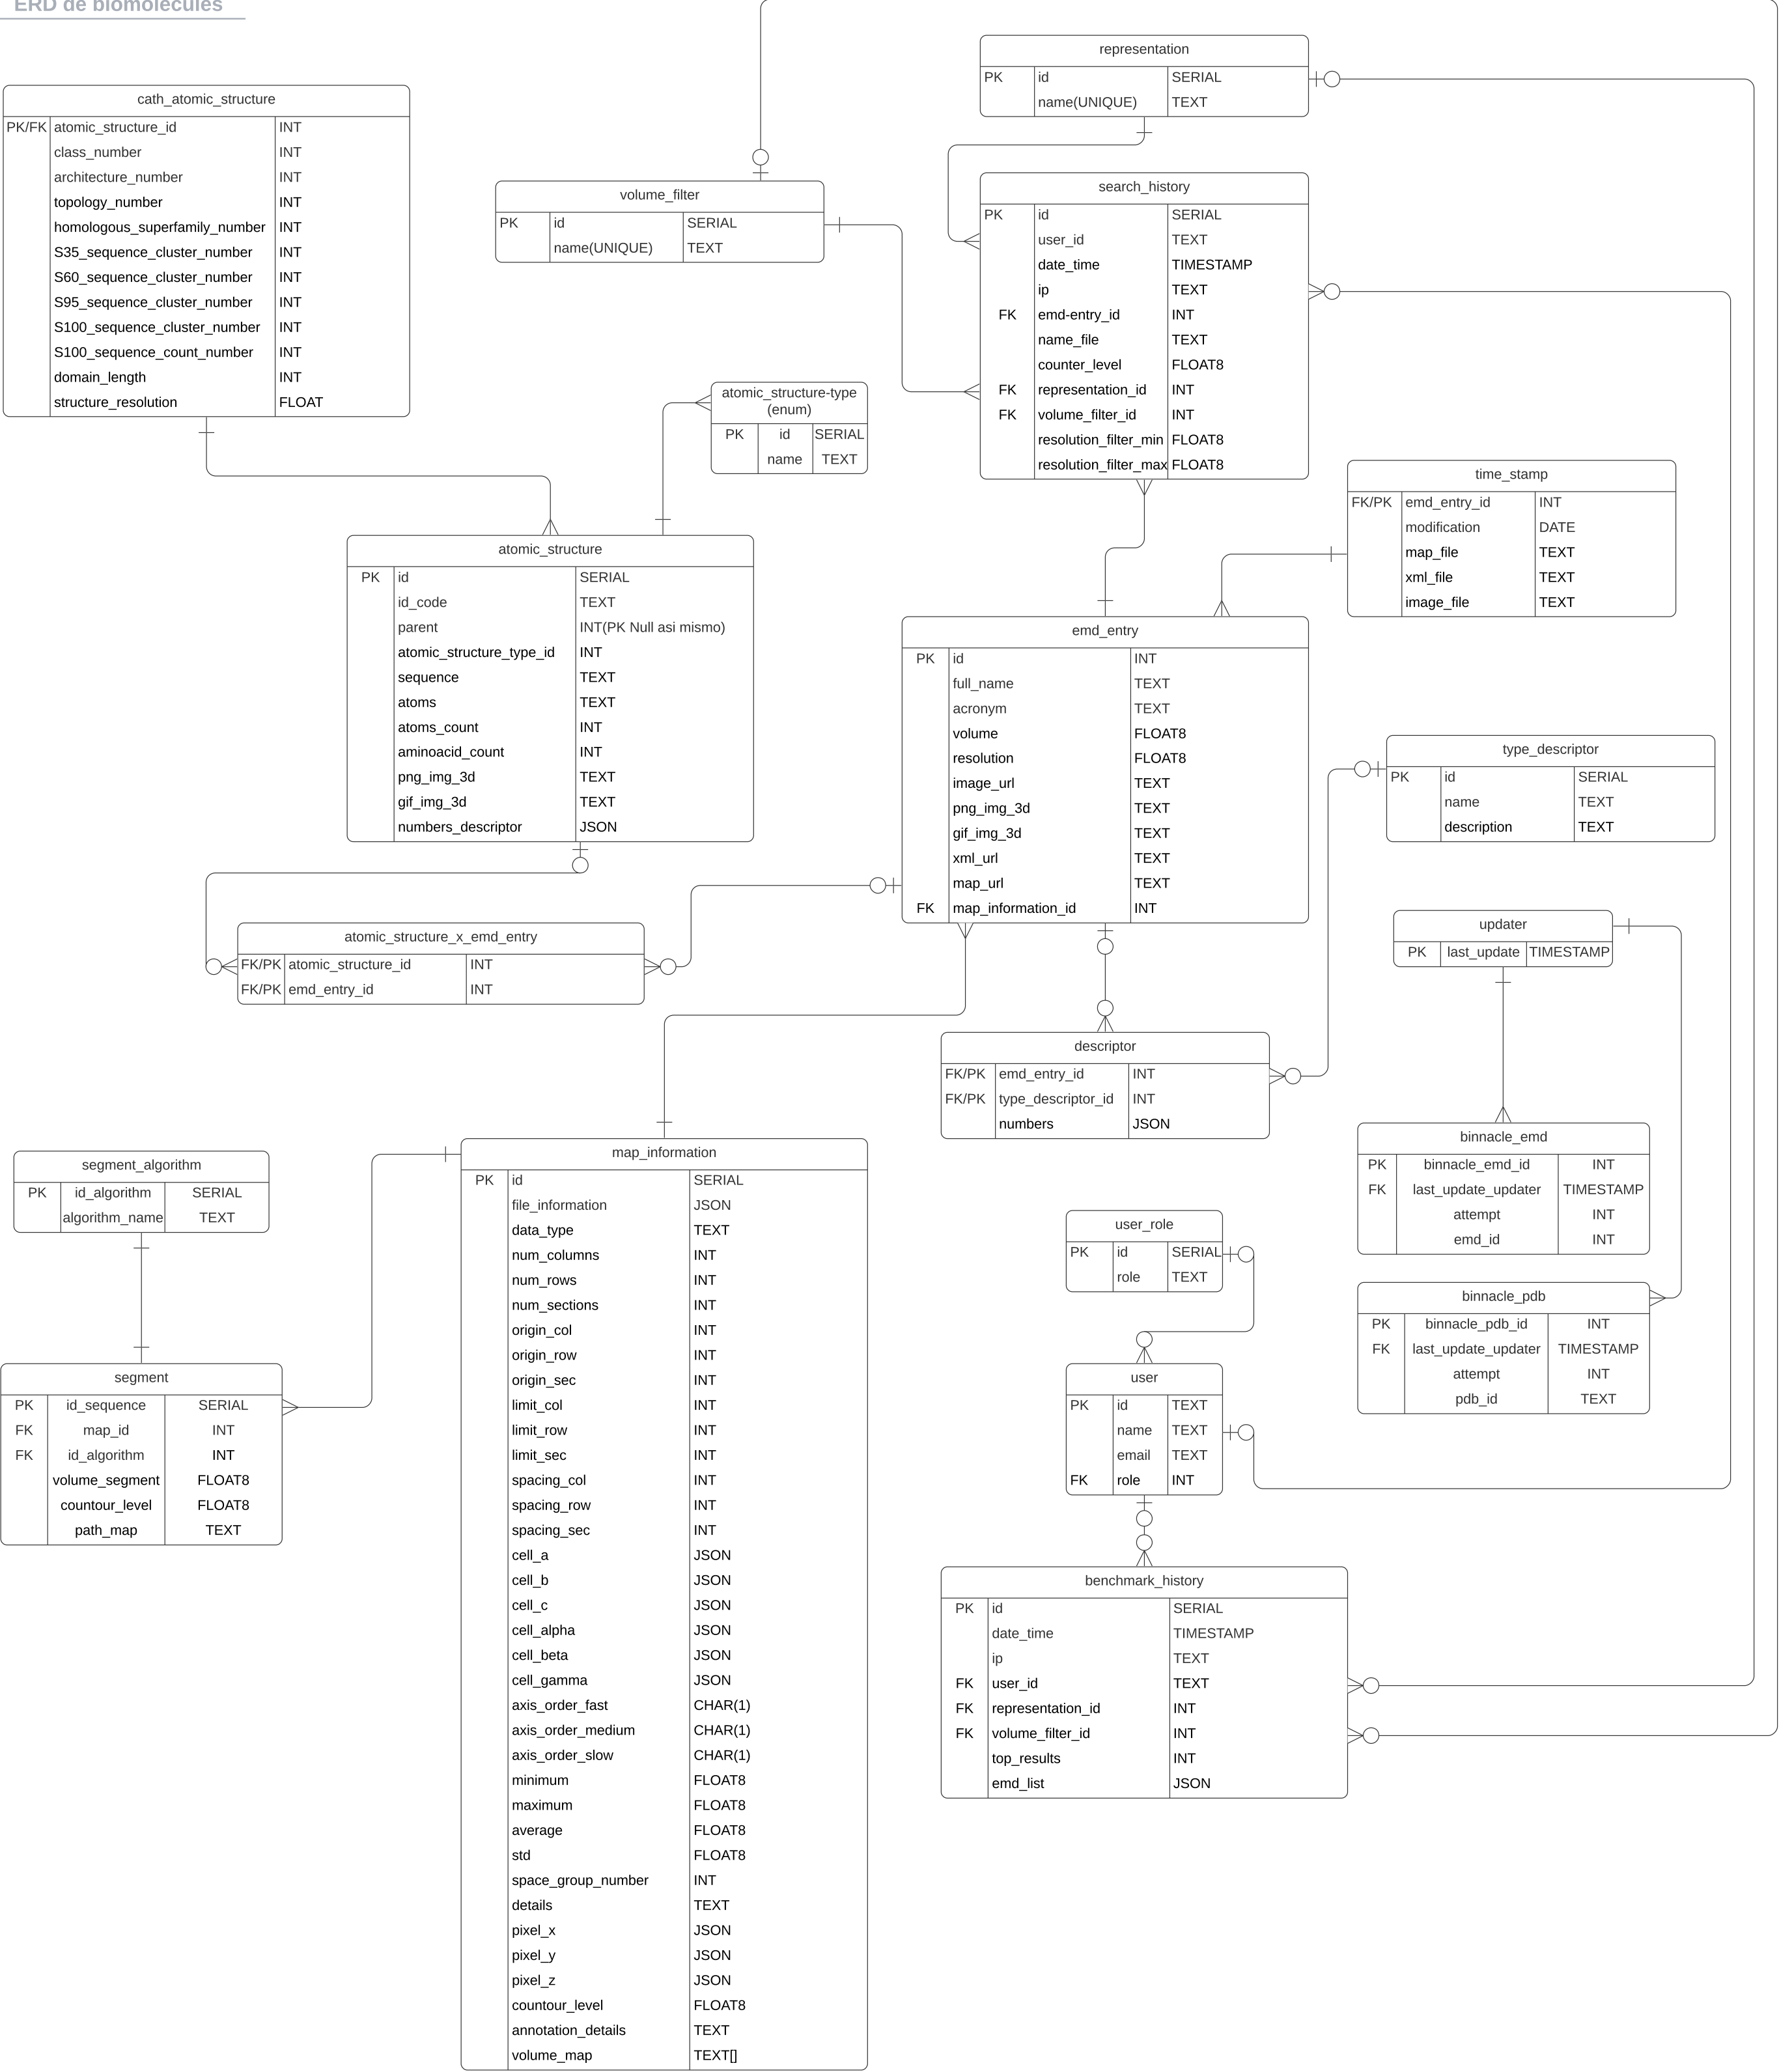 ERD de biomolecules
representation
PK id SERIAL
name(UNIQUE) TEXT
cath_atomic_structure
PK/FK atomic_structure_id INT
class_number INT
architecture_number INT
topology_number INT
homologous_superfamily_number INT
S35_sequence_cluster_number INT
S60_sequence_cluster_number INT
S95_sequence_cluster_number INT
S100_sequence_cluster_number INT
S100_sequence_count_number INT
domain_length INT
structure_resolution FLOAT
volume_filter
PK id SERIAL
name(UNIQUE) TEXT
search_history
PK id SERIAL
user_id TEXT
date_time TIMESTAMP
ip TEXT
FK emd-entry_id INT
name_file TEXT
counter_level FLOAT8
FK representation_id INT
FK volume_filter_id INT
resolution_filter_min FLOAT8
resolution_filter_max FLOAT8
atomic_structure-type
(enum)
PK id SERIAL
name TEXT
time_stamp
FK/PK emd_entry_id INT
modification DATE
map_file TEXT
xml_file TEXT
image_file TEXT
atomic_structure
PK id SERIAL
id_code TEXT
parent INT(PK Null asi mismo)
atomic_structure_type_id INT
sequence TEXT
atoms TEXT
atoms_count INT
aminoacid_count INT
png_img_3d TEXT
gif_img_3d TEXT
numbers_descriptor JSON
emd_entry
PK id INT
full_name TEXT
acronym TEXT
volume FLOAT8
resolution FLOAT8
image_url TEXT
png_img_3d TEXT
gif_img_3d TEXT
xml_url TEXT
map_url TEXT
FK map_information_id INT
type_descriptor
PK id SERIAL
name TEXT
description TEXT
atomic_structure_x_emd_entry
FK/PK atomic_structure_id INT
FK/PK emd_entry_id INT
updater
PK last_update TIMESTAMP
descriptor
FK/PK emd_entry_id INT
FK/PK type_descriptor_id INT
numbers JSON
binnacle_emd
PK binnacle_emd_id INT
FK last_update_updater TIMESTAMP
attempt INT
emd_id INT
segment_algorithm
PK id_algorithm SERIAL
algorithm_name TEXT
map_information
PK id SERIAL
file_information JSON
data_type TEXT
num_columns INT
num_rows INT
num_sections INT
origin_col INT
origin_row INT
origin_sec INT
limit_col INT
limit_row INT
limit_sec INT
spacing_col INT
spacing_row INT
spacing_sec INT
cell_a JSON
cell_b JSON
cell_c JSON
cell_alpha JSON
cell_beta JSON
cell_gamma JSON
axis_order_fast CHAR(1)
axis_order_medium CHAR(1)
axis_order_slow CHAR(1)
minimum FLOAT8
maximum FLOAT8
average FLOAT8
std FLOAT8
space_group_number INT
details TEXT
pixel_x JSON
pixel_y JSON
pixel_z JSON
countour_level FLOAT8
annotation_details TEXT
volume_map TEXT[]
user_role
PK id SERIAL
role TEXT
binnacle_pdb
PK binnacle_pdb_id INT
FK last_update_updater TIMESTAMP
attempt INT
pdb_id TEXT
segment
PK id_sequence SERIAL
FK map_id INT
FK id_algorithm INT
volume_segment FLOAT8
countour_level FLOAT8
path_map TEXT
user
PK id TEXT
name TEXT
email TEXT
FK role INT
benchmark_history
PK id SERIAL
date_time TIMESTAMP
ip TEXT
FK user_id TEXT
FK representation_id INT
FK volume_filter_id INT
top_results INT
emd_list JSON